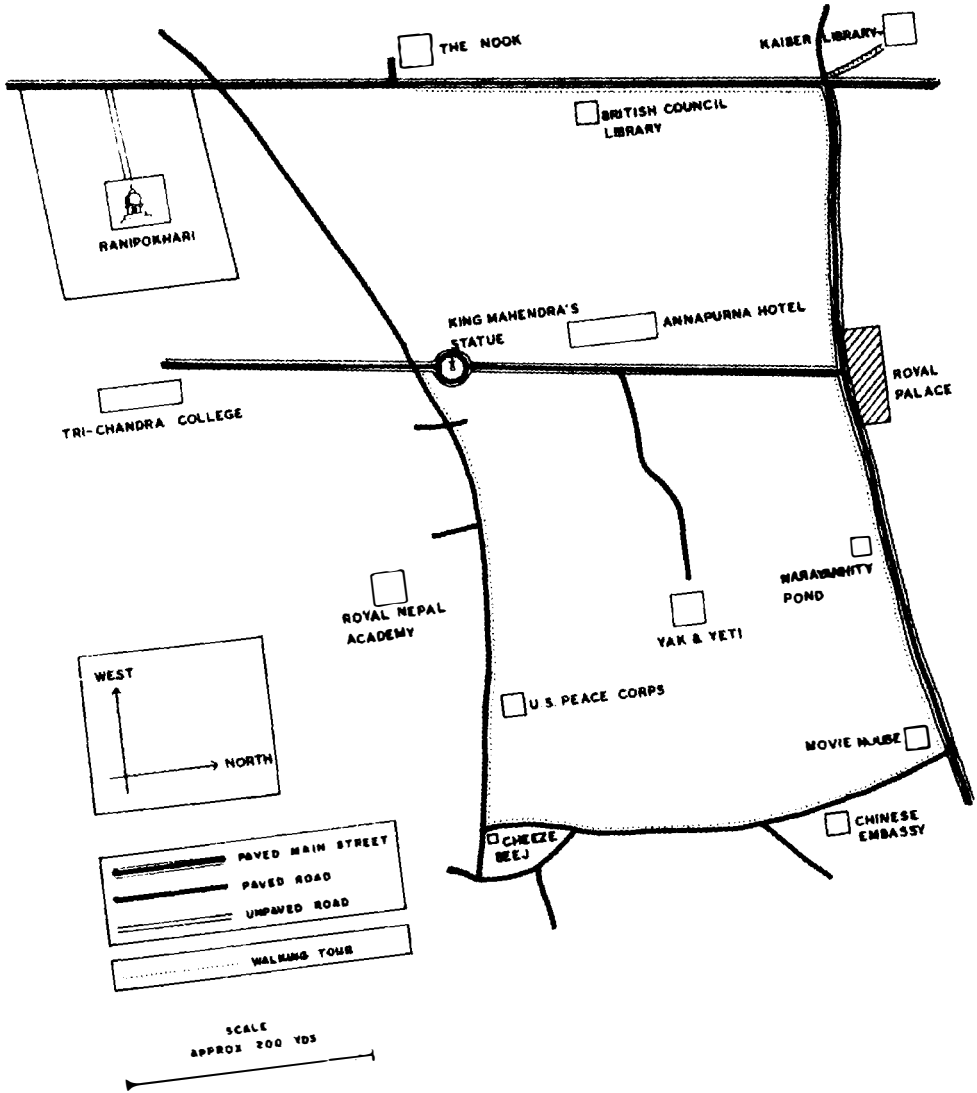 THE NOOK
KAISER LIBRARY
BRITISH COUNCIL
LIBRARY
RANIPOKHARI
KING MAHENDRA'S
STATUE
ANNAPURNA HOTEL
ROYAL
PALACE
TRI-CHANDRA COLLEGE
NARAYANHITY
POND
ROYAL NEPAL
ACADEMY
YAK & YETI
WEST
NORTH
U.S. PEACE CORPS
MOVIE HOUSE
CHEEZE
BEEJ
CHINESE
EMBASSY
PAVED MAIN STREET
PAVED ROAD
UNPAVED ROAD
WALKING TOUR
SCALE
APPROX 200 YDS